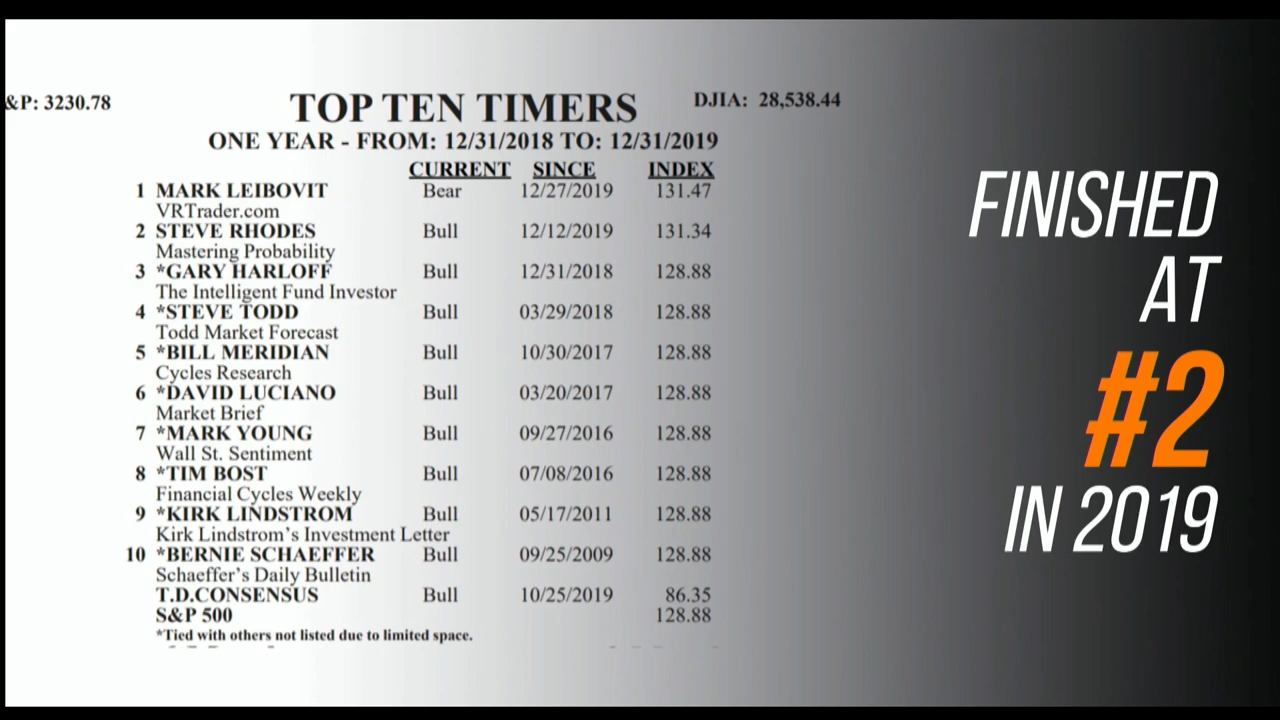 &P: 3230.78
TOP TEN TIMERS
DJIA: 28,538.44
ONE YEAR - FROM: 12/31/2018 TO: 12/31/2019
CURRENT SINCE INDEX
1 MARK LEIBOVIT Bear 12/27/2019 131.47
VRTrader.com
2 STEVE RHODES Bull 12/12/2019 131.34
Mastering Probability
3 *GARY HARLOFF Bull 12/31/2018 128.88
The Intelligent Fund Investor
4 *STEVE TODD Bull 03/29/2018 128.88
Todd Market Forecast
5 *BILL MERIDIAN Bull 10/30/2017 128.88
Cycles Research
6 *DAVID LUCIANO Bull 03/20/2017 128.88
Market Brief
7 *MARK YOUNG Bull 09/27/2016 128.88
Wall St. Sentiment
8 *TIM BOST Bull 07/08/2016 128.88
Financial Cycles Weekly
9 *KIRK LINDSTROM Bull 05/17/2011 128.88
Kirk Lindstrom's Investment Letter
10 *BERNIE SCHAEFFER Bull 09/25/2009 128.88
Schaeffer's Daily Bulletin
T.D.CONSENSUS Bull 10/25/2019 86.35
S&P 500 128.88
*Tied with others not listed due to limited space.
FINISHED
AT
#2
IN 2019